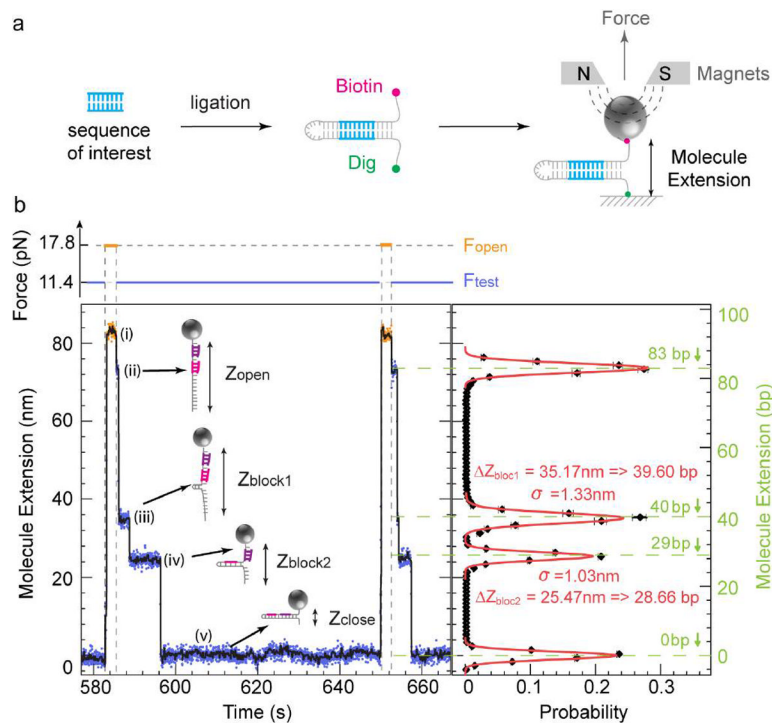 a
Force
N
S
Magnets
Biotin
ligation
sequence
of interest
Dig
Molecule
Extension
b
Force (pN)
17.8
11.4
Fopen
Ftest
Molecule Extension (nm)
80
60
40
20
0
(i)
(ii)
Zopen
(iii)
Zblock1
(iv)
Zblock2
(v)
Zclose
580
600
620
640
660
Time (s)
83 bp
ΔZbloc1 = 35.17nm => 39.60 bp
σ = 1.33nm
40bp
29bp
σ = 1.03nm
ΔZbloc2 = 25.47nm => 28.66 bp
0bp
0
0.1
0.2
0.3
Probability
100
80
60
40
20
0
Molecule Extension (bp)